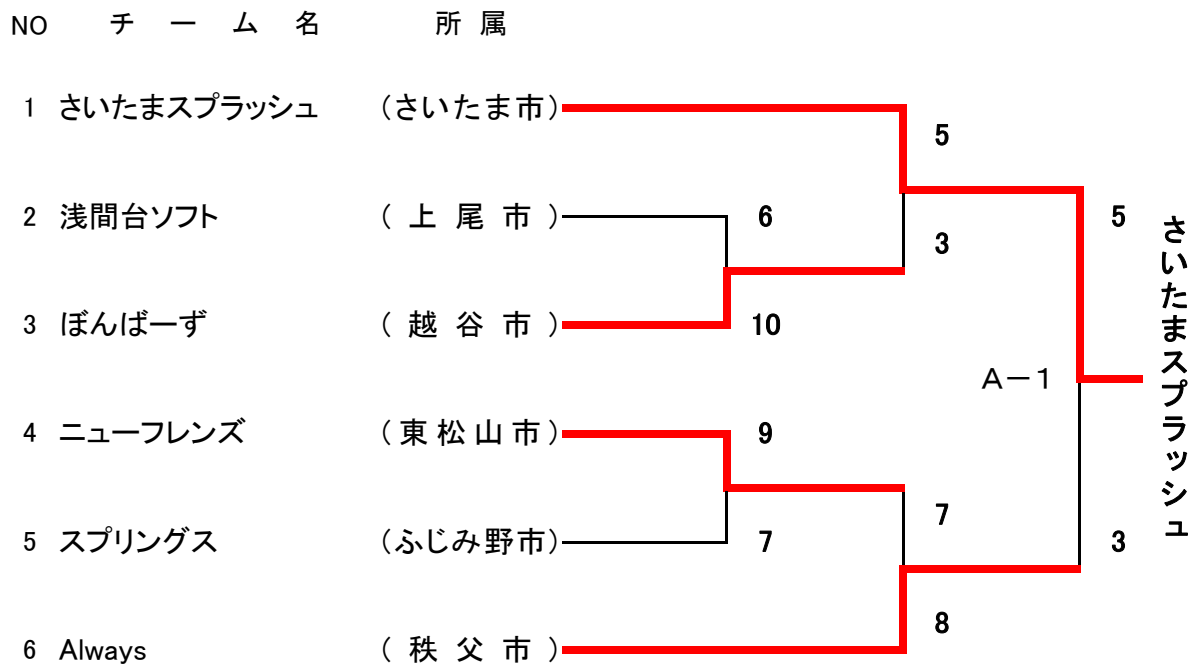 NO チーム名 所属
1 さいたまスプラッシュ (さいたま市)
5
2 浅間台ソフト (上尾市)
6
5
3
3 ぼんばーず (越谷市)
10
A-1
さいたまスプラッシュ
4 ニューフレンズ (東松山市)
9
7
5 スプリングス (ふじみ野市)
7
3
8
6 Always (秩父市)